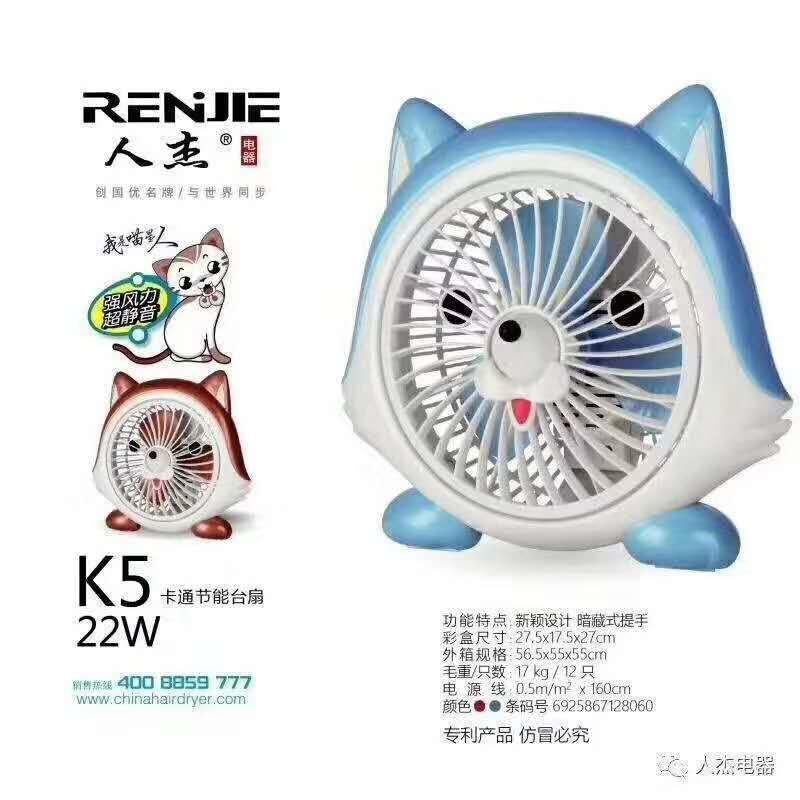 RENJIE
人杰® 电器
创国优名牌/与世界同步
我是喵星人
强风力
超静音
K5 卡通节能台扇
22W
销售热线 400 8859 777
www.chinahairdryer.com
功能特点: 新颖设计 暗藏式提手
彩盒尺寸: 27.5x17.5x27cm
外箱规格: 56.5x55x55cm
毛重/只数: 17 kg / 12 只
电 源 线: 0.5m/m² x 160cm
颜色 条码号 6925867128060
专利产品 仿冒必究
人杰电器